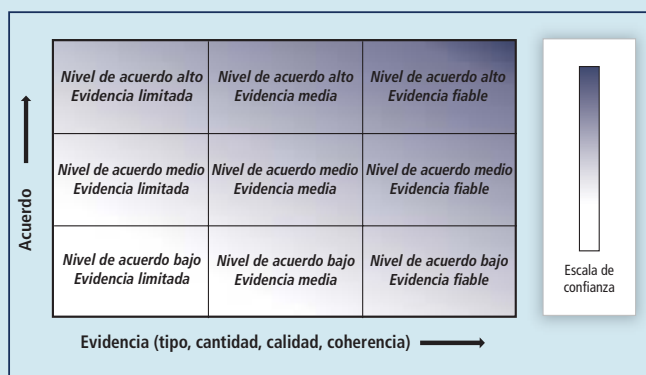 Nivel de acuerdo alto
Evidencia limitada
Nivel de acuerdo alto
Evidencia media
Nivel de acuerdo alto
Evidencia fiable
Nivel de acuerdo medio
Evidencia limitada
Nivel de acuerdo medio
Evidencia media
Nivel de acuerdo medio
Evidencia fiable
Nivel de acuerdo bajo
Evidencia limitada
Nivel de acuerdo bajo
Evidencia media
Nivel de acuerdo bajo
Evidencia fiable
Acuerdo
Evidencia (tipo, cantidad, calidad, coherencia)
Escala de
confianza